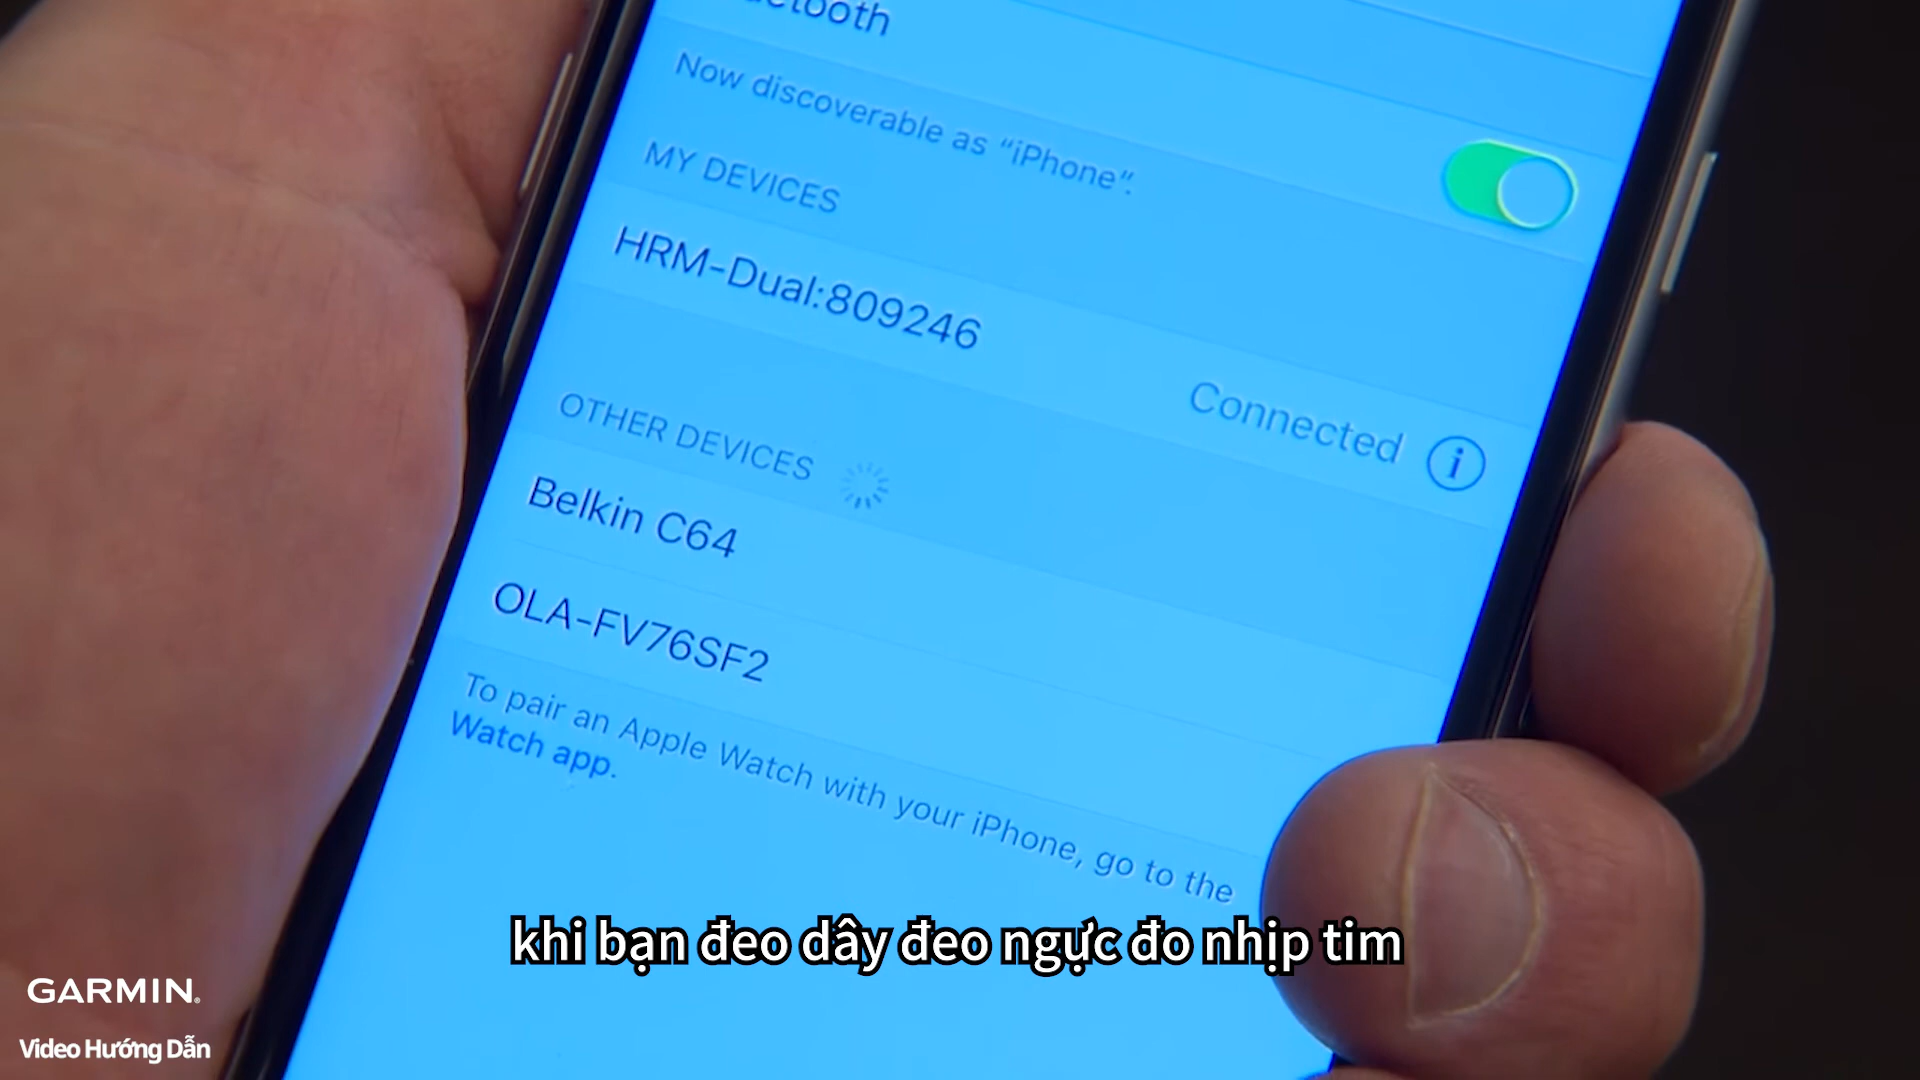 Now discoverable as “iPhone”.
MY DEVICES
HRM-Dual:809246
Connected
OTHER DEVICES
Belkin C64
OLA-FV76SF2
To pair an Apple Watch with your iPhone, go to the
Watch app.
khi bạn đeo dây đeo ngực đo nhịp tim
GARMIN
Video Hướng Dẫn